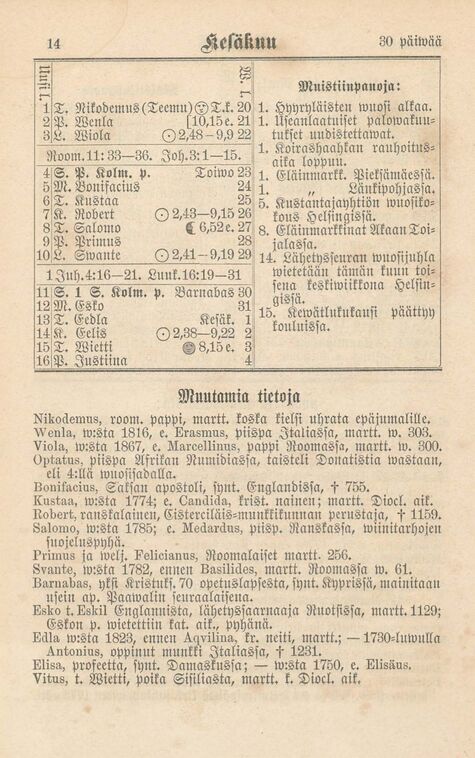 14 Kesäkuu 30 päiwää
Uusi l.
W. l.
1 T. Nikodemus (Teemu) T.k. 20
2 P. Wenla [10,15 e. 21
3 L. Wiola 2,48–9,9 22
Room. 11: 33–36. Joh. 3: 1–15.
4 S. P. Kolm. p. Toiwo 23
5 M. Bonifacius 24
6 T. Kustaa 25
7 K. Robert 2,43–9,15 26
8 T. Salomo 6,52 e. 27
9 P. Primus 28
10 L. Swante 2,41–9,19 29
1 Juh. 4:16–21. Luuk. 16:19–31
11 S. 1 S. Kolm. p. Barnabas 30
12 M. Esko 31
13 T. Eedla Kesäk. 1
14 K. Eelis 2,38–9,22 2
15 T. Wietti 8,15 e. 3
16 P. Justiina 4
Muistiinpanoja:
1. Hyyryläisten wuosi alkaa.
1. Useanlaatuiset palowakuu-
tukset uudistettawat.
1. Koirashaahkan rauhoitus-
aika loppuu.
1. Eläinmarkk. Pieksämäessä.
1. „ Länkipohjassa.
5. Kustantajayhtiön wuosiko-
kous Helsingissä.
8. Eläinmarkkinat Akaan Toi-
jalassa.
14. Lähetysseuran wuosijuhla
wietetään tämän kuun toi-
sena keskiwiikkona Helsin-
gissä.
15. Kewätlukukausi päättyy
kouluissa.
Muutamia tietoja
Nikodemus, room. pappi, martt. koska kielsi uhrata epäjumalille.
Wenla, w:sta 1816, e. Erasmus, piispa Italiassa, martt. w. 303.
Viola, w:sta 1867, e. Marcellinus, pappi Roomassa, martt. w. 300.
Optatus, piispa Afrikan Numidiassa, taisteli Donatistia wastaan,
eli 4:llä wuosisadalla.
Bonifacius, Saksan apostoli, synt. Englandissa, † 755.
Kustaa, w:sta 1774; e. Candida, krist. nainen; martt. Diocl. aik.
Robert, ranskalainen, Cistercıläis-munkkikunnan perustaja, † 1159.
Salomo, w:sta 1785; e. Medardus, piisp. Ranskassa, wiinitarhojen
suojeluspyhä.
Primus ja welj. Felicianus, Roomalaiset martt. 256.
Svante, w:sta 1782, ennen Basilides, martt. Roomassa w. 61.
Barnabas, yksi Kristuks. 70 opetuslapsesta, synt. Kyprissä, mainitaan
usein ap. Paawalin seuralaisena.
Esko t. Eskil Englannista, lähetyssaarnaaja Ruotsissa, martt. 1129;
Eskon p. wietettiin kat. aik., pyhänä.
Edla w:sta 1823, ennen Aqvilina, kr. neiti, martt.; — 1730-luwulla
Antonius, oppinut munkki Italiassa, † 1231.
Elisa, profeetta, synt. Damaskussa; — w:sta 1750, e. Elisäus.
Vitus, t. Wietti, poika Sisiliasta, martt. k. Diocl. aik.